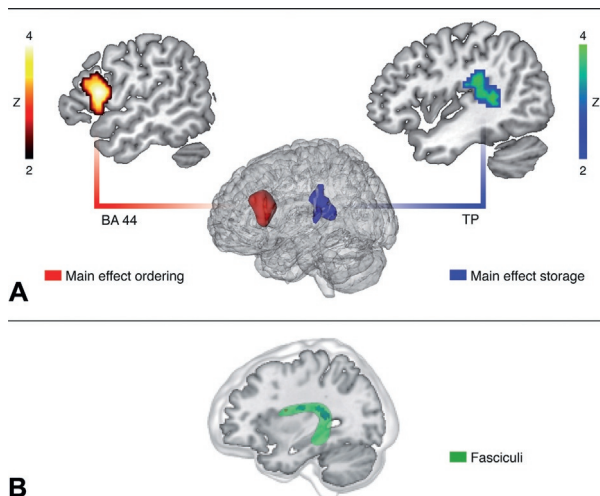 4
Z
2
4
Z
2
BA 44
TP
Main effect ordering
Main effect storage
A
Fasciculi
B